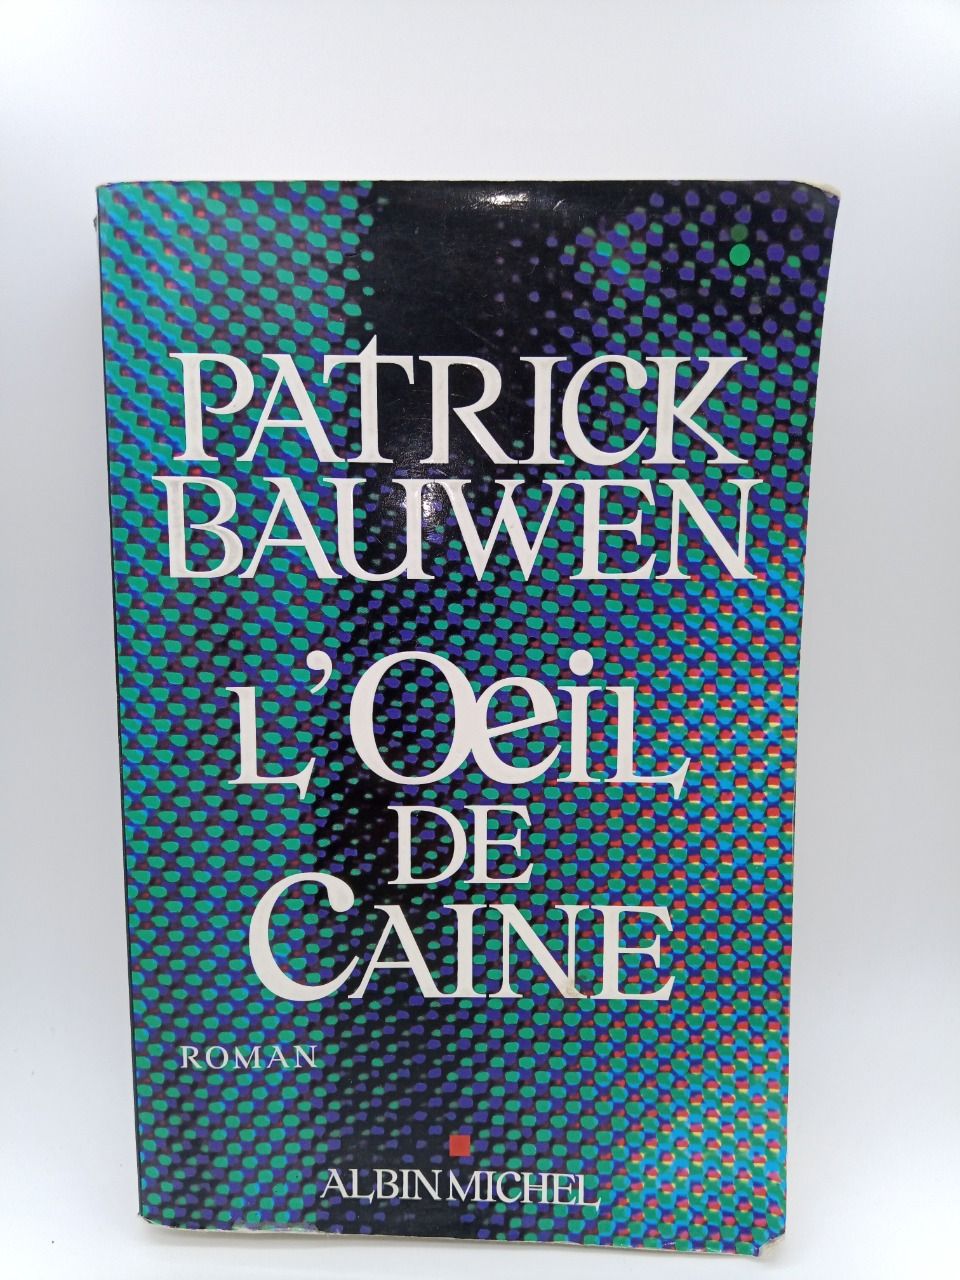 PATRICK
BAUWEN
L'OEIL
DE
CAINE
ROMAN
ALBIN MICHEL